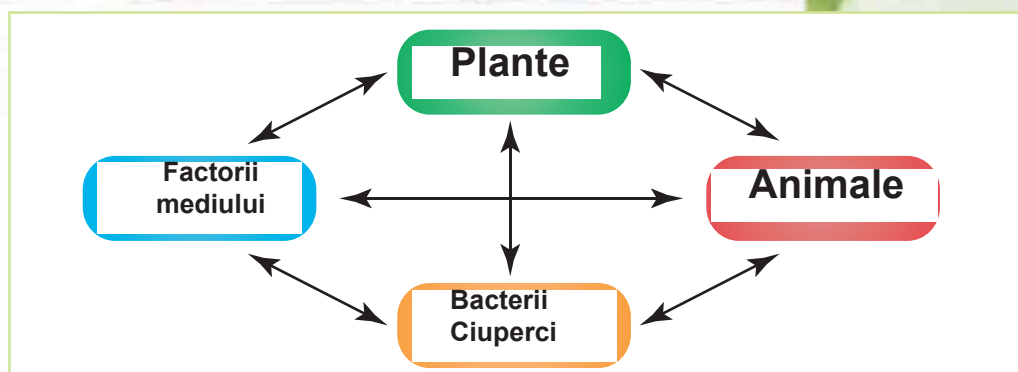 Plante
Factorii
mediului
Animale
Bacterii
Ciuperci